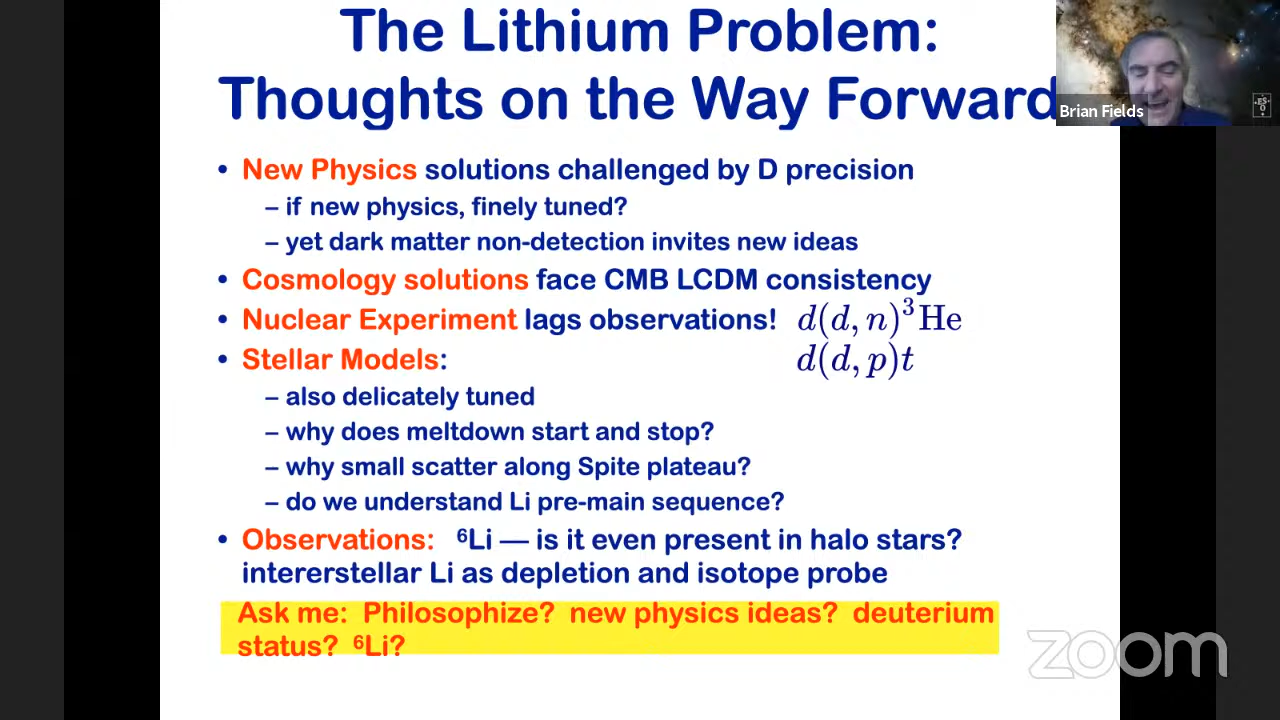 The Lithium Problem:
Thoughts on the Way Forward
Brian Fields
ESO
• New Physics solutions challenged by D precision
– if new physics, finely tuned?
– yet dark matter non-detection invites new ideas
• Cosmology solutions face CMB LCDM consistency
• Nuclear Experiment lags observations! d(d, n)³He
• Stellar Models: d(d, p)t
– also delicately tuned
– why does meltdown start and stop?
– why small scatter along Spite plateau?
– do we understand Li pre-main sequence?
• Observations: ⁶Li — is it even present in halo stars?
intererstellar Li as depletion and isotope probe
Ask me: Philosophize? new physics ideas? deuterium
status? ⁶Li?
zoom